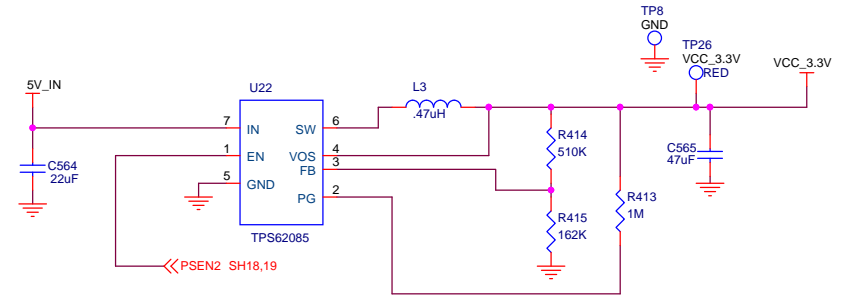 TP8
GND
TP26
VCC_3.3V
RED
VCC_3.3V
5V_IN
U22
L3
.47uH
7
IN
SW
6
1
EN
VOS
4
FB
3
5
GND
PG
2
TPS62085
C564
22uF
R414
510K
R415
162K
R413
1M
C565
47uF
PSEN2 SH18,19